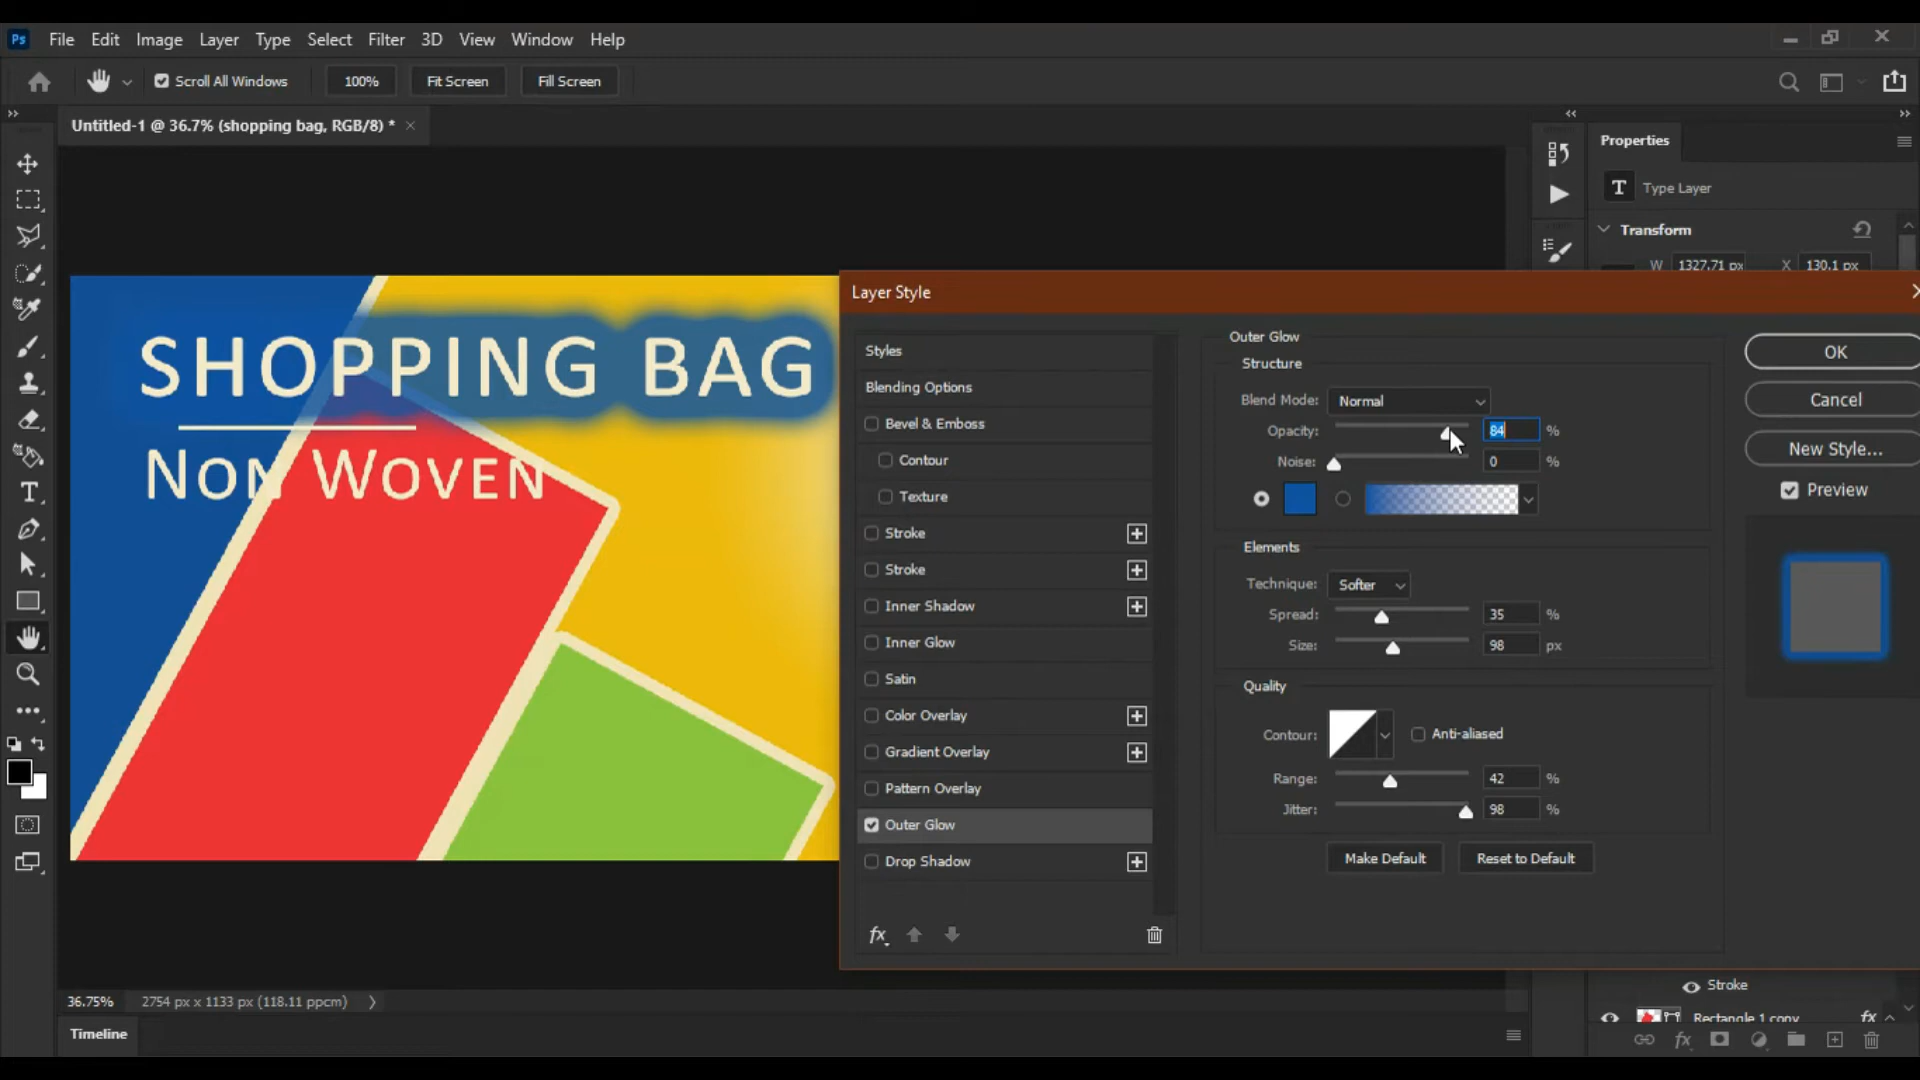 Ps File Edit Image Layer Type Select Filter 3D View Window Help
Scroll All Windows 100% Fit Screen Fill Screen
Untitled-1 @ 36.7% (shopping bag, RGB/8) * ×
Properties
T Type Layer
Transform
W 1327.71 px X 130.1 px
SHOPPING BAG
NON WOVEN
Layer Style
Styles
Blending Options
Bevel & Emboss
Contour
Texture
Stroke
Stroke
Inner Shadow
Inner Glow
Satin
Color Overlay
Gradient Overlay
Pattern Overlay
Outer Glow
Drop Shadow
fx
Outer Glow
Structure
Blend Mode: Normal
Opacity: 84 %
Noise: 0 %
Elements
Technique: Softer
Spread: 35 %
Size: 98 px
Quality
Contour: Anti-aliased
Range: 42 %
Jitter: 98 %
Make Default Reset to Default
OK
Cancel
New Style...
Preview
Stroke
Rectangle 1 copy fx
fx
36.75% 2754 px x 1133 px (118.11 ppcm)
Timeline